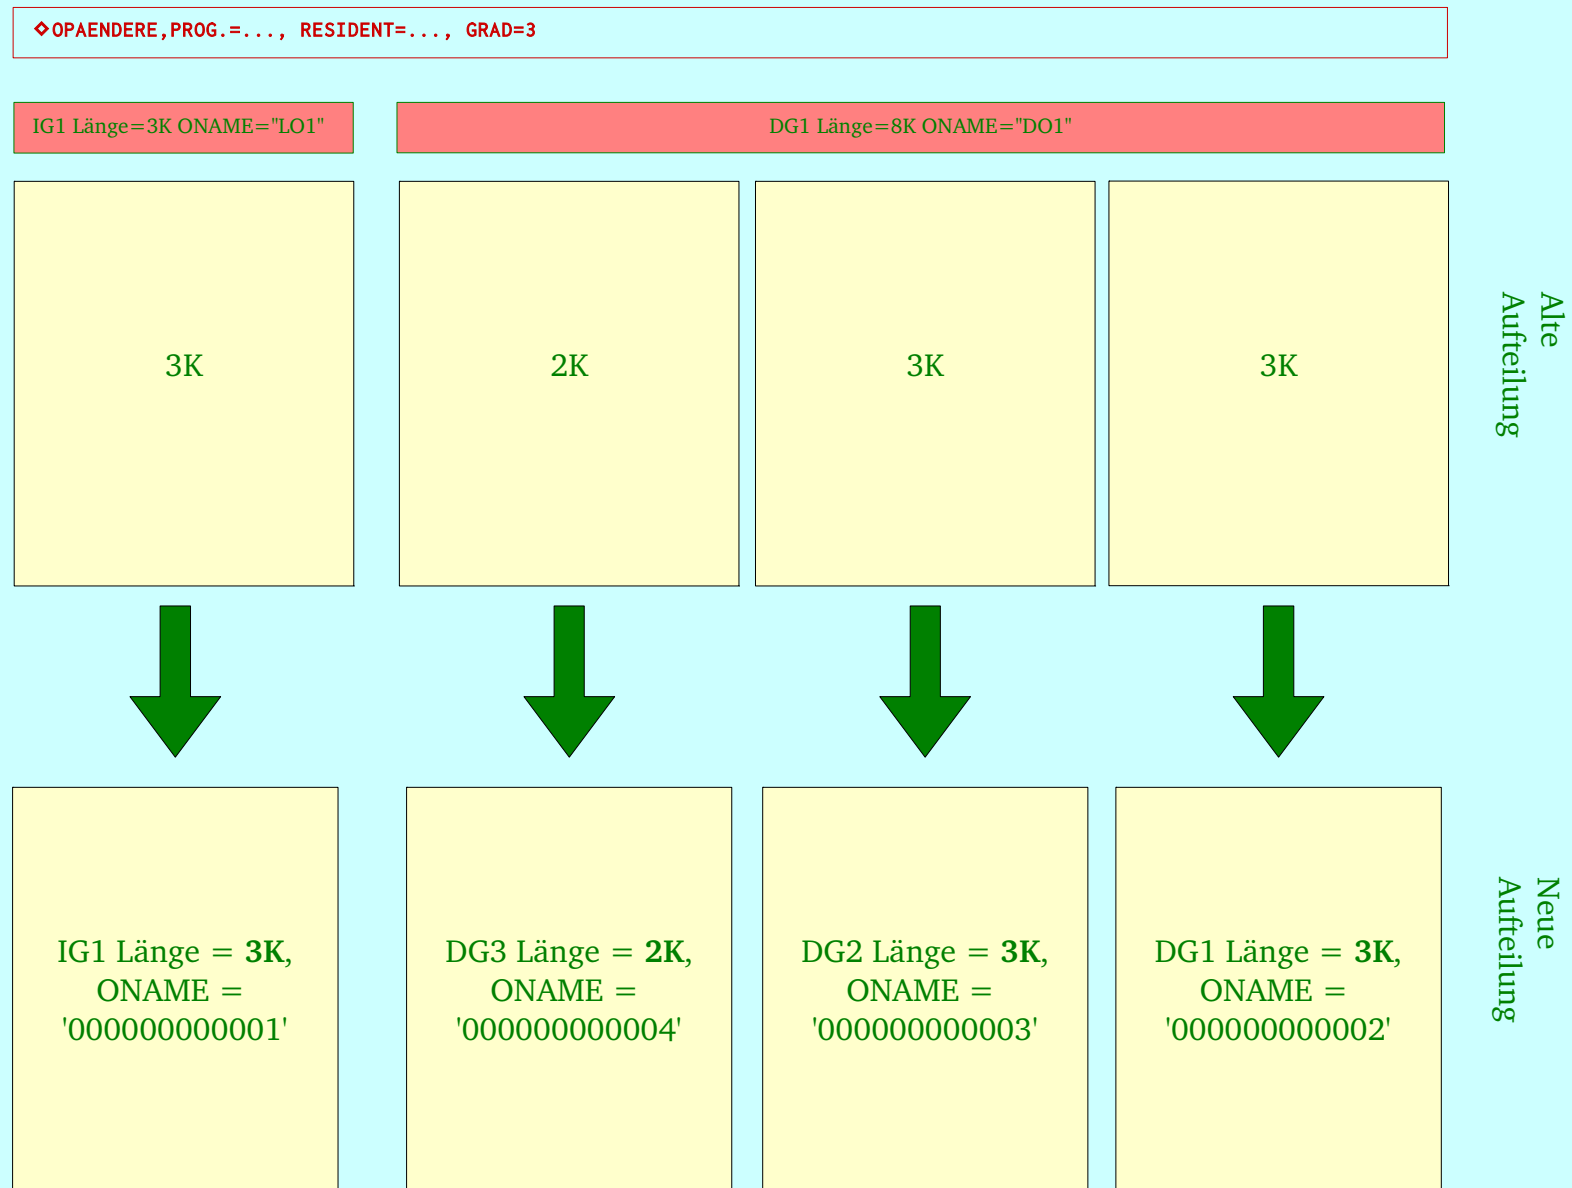 ◇OPAENDERE,PROG.=..., RESIDENT=..., GRAD=3
IG1 Länge=3K ONAME="LO1"
DG1 Länge=8K ONAME="DO1"
3K
2K
3K
3K
Alte
Aufteilung
IG1 Länge = 3K,
ONAME =
'000000000001'
DG3 Länge = 2K,
ONAME =
'000000000004'
DG2 Länge = 3K,
ONAME =
'000000000003'
DG1 Länge = 3K,
ONAME =
'000000000002'
Neue
Aufteilung